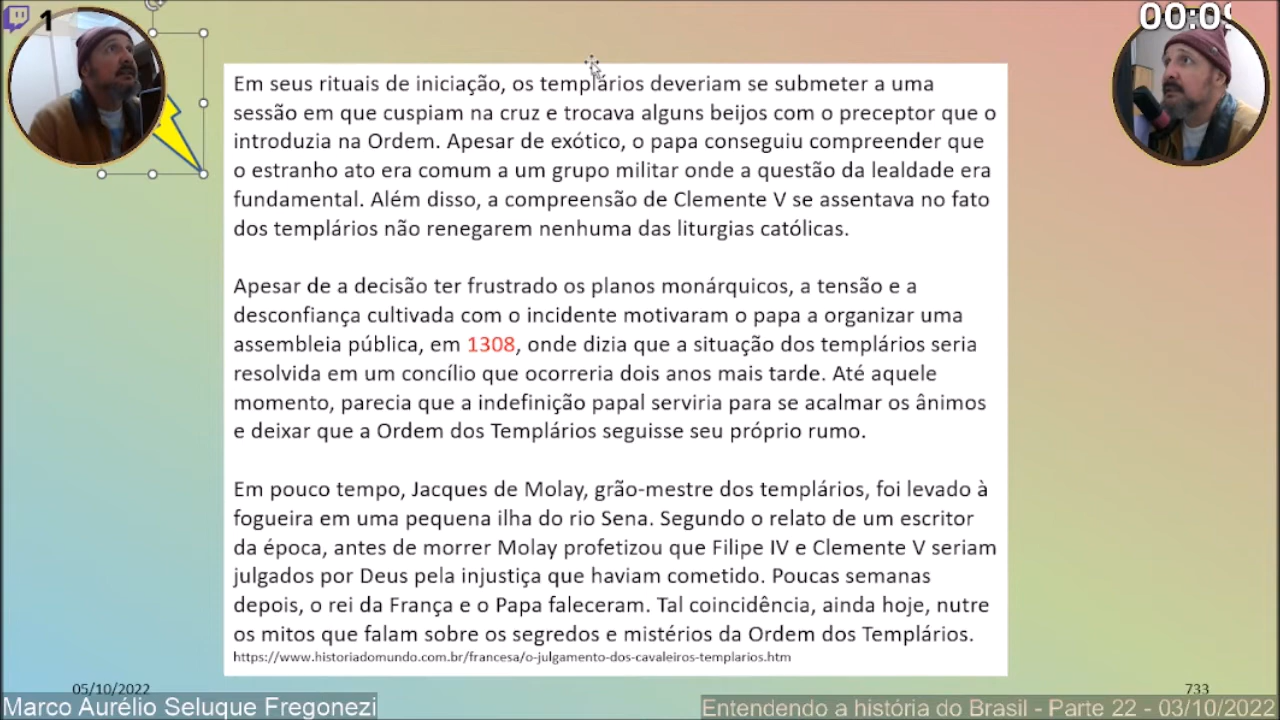 1
00:09
Em seus rituais de iniciação, os templários deveriam se submeter a uma
sessão em que cuspiam na cruz e trocava alguns beijos com o preceptor que o
introduzia na Ordem. Apesar de exótico, o papa conseguiu compreender que
o estranho ato era comum a um grupo militar onde a questão da lealdade era
fundamental. Além disso, a compreensão de Clemente V se assentava no fato
dos templários não renegarem nenhuma das liturgias católicas.
Apesar de a decisão ter frustrado os planos monárquicos, a tensão e a
desconfiança cultivada com o incidente motivaram o papa a organizar uma
assembleia pública, em 1308, onde dizia que a situação dos templários seria
resolvida em um concílio que ocorreria dois anos mais tarde. Até aquele
momento, parecia que a indefinição papal serviria para se acalmar os ânimos
e deixar que a Ordem dos Templários seguisse seu próprio rumo.
Em pouco tempo, Jacques de Molay, grão-mestre dos templários, foi levado à
fogueira em uma pequena ilha do rio Sena. Segundo o relato de um escritor
da época, antes de morrer Molay profetizou que Filipe IV e Clemente V seriam
julgados por Deus pela injustiça que haviam cometido. Poucas semanas
depois, o rei da França e o Papa faleceram. Tal coincidência, ainda hoje, nutre
os mitos que falam sobre os segredos e mistérios da Ordem dos Templários.
https://www.historiadomundo.com.br/francesa/o-julgamento-dos-cavaleiros-templarios.htm
05/10/2022
733
Marco Aurélio Seluque Fregonezi
Entendendo a história do Brasil - Parte 22 - 03/10/2022